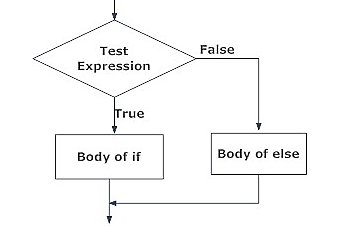 Test
Expression
False
True
Body of if
Body of else